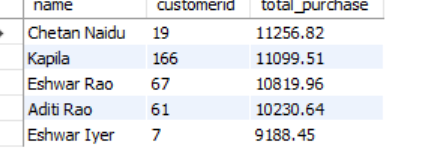 name customerid total_purchase
Chetan Naidu 19 11256.82
Kapila 166 11099.51
Eshwar Rao 67 10819.96
Aditi Rao 61 10230.64
Eshwar Iyer 7 9188.45